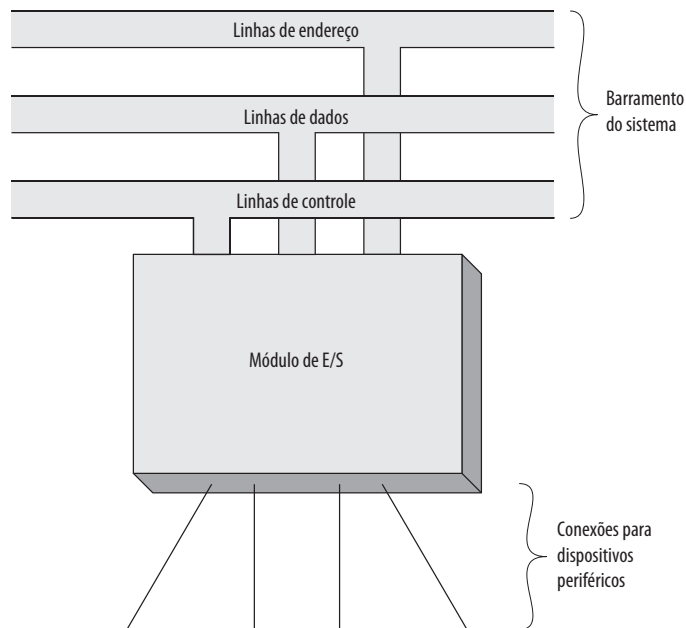 Linhas de endereço
Linhas de dados
Linhas de controle
Barramento
do sistema
Módulo de E/S
Conexões para
dispositivos
periféricos